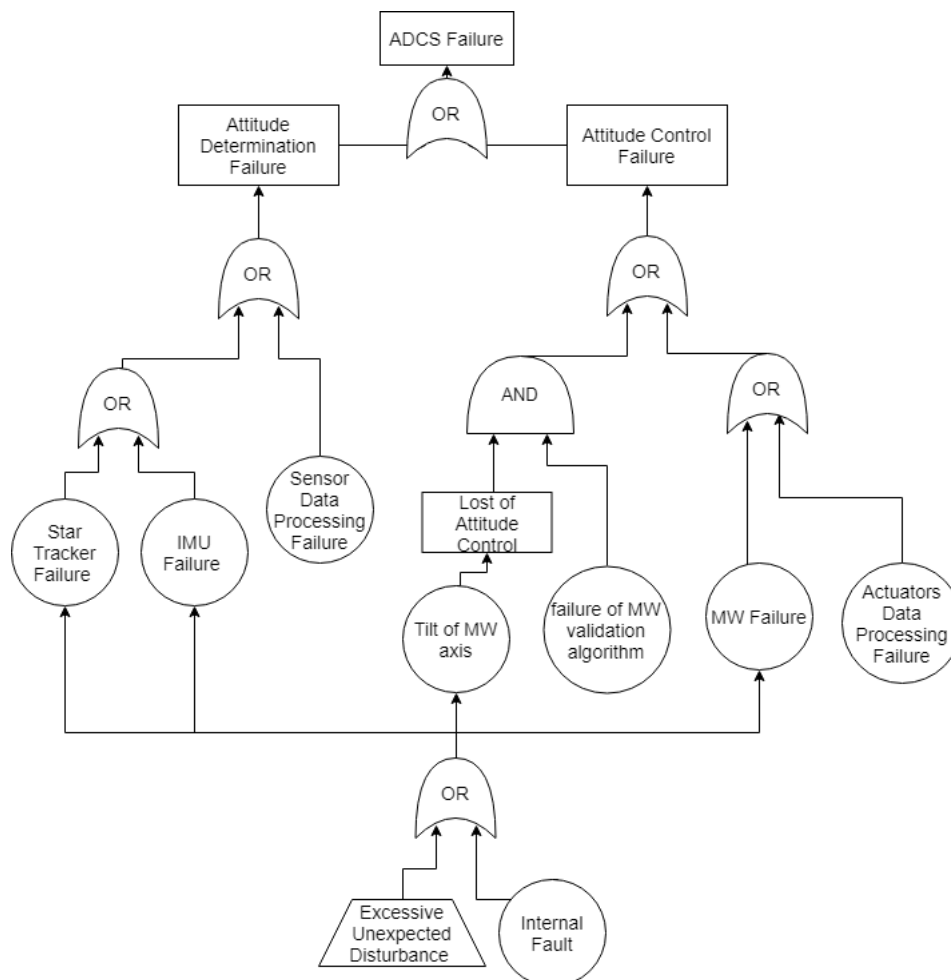 ADCS Failure
OR
Attitude
Determination
Failure
Attitude Control
Failure
OR
OR
OR
AND
OR
Star
Tracker
Failure
IMU
Failure
Sensor
Data
Processing
Failure
Lost of
Attitude
Control
Tilt of MW
axis
failure of MW
validation
algorithm
MW Failure
Actuators
Data
Processing
Failure
OR
Excessive
Unexpected
Disturbance
Internal
Fault